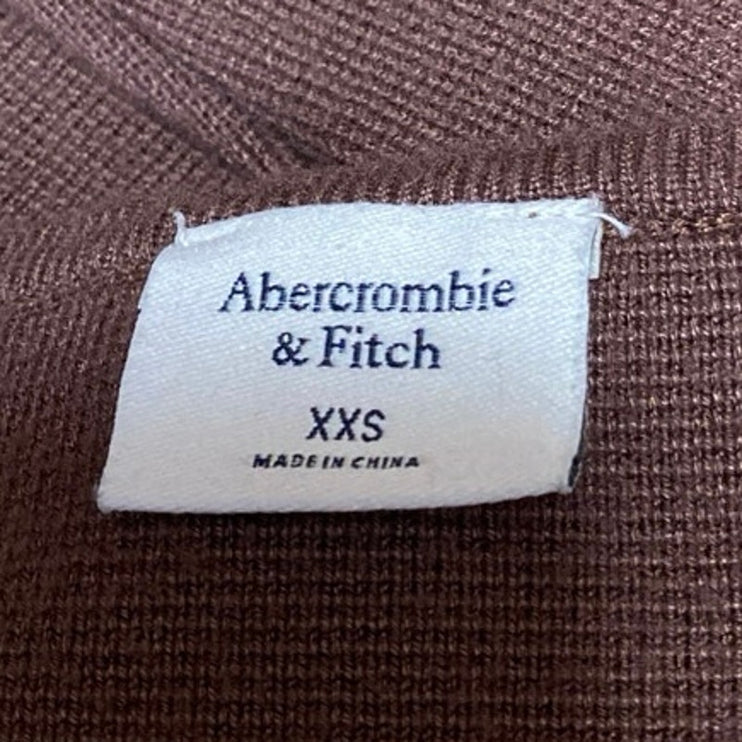 Abercrombie
& Fitch
XXS
MADE IN CHINA